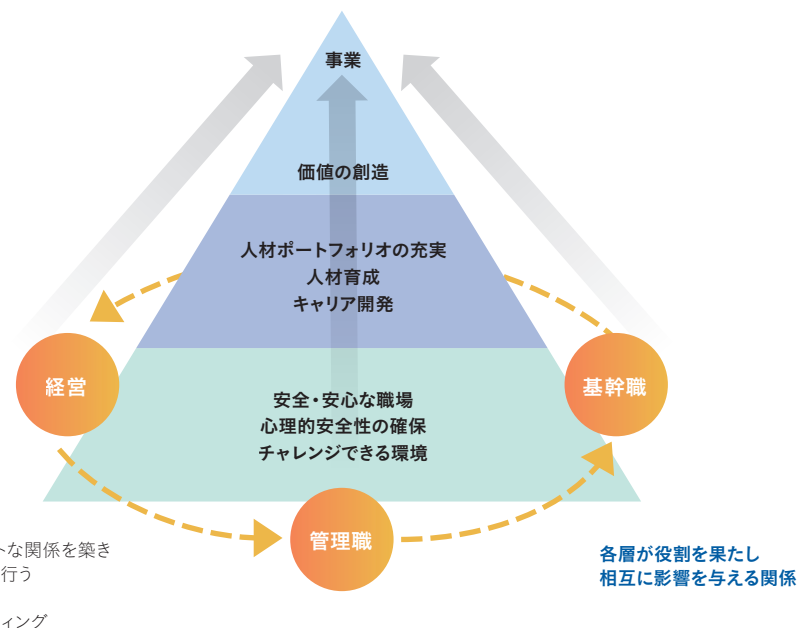 事業
価値の創造
人材ポートフォリオの充実
人材育成
キャリア開発
経営
基幹職
安全・安心な職場
心理的安全性の確保
チャレンジできる環境
管理職
トな関係を築き
行う
ィング
各層が役割を果たし
相互に影響を与える関係